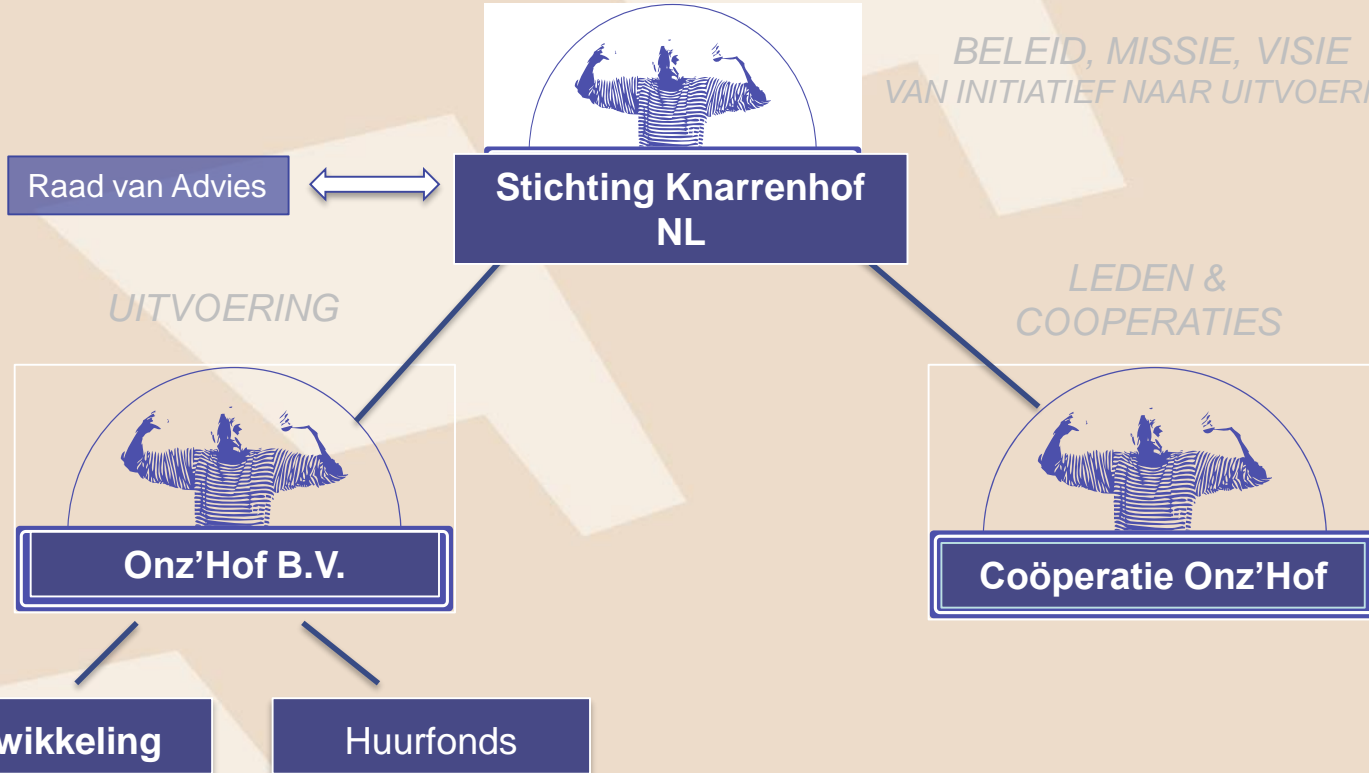 BELEID, MISSIE, VISIE
VAN INITIATIEF NAAR UITVOERI
Raad van Advies
Stichting Knarrenhof
NL
UITVOERING
LEDEN &
COOPERATIES
Onz’Hof B.V.
Coöperatie Onz’Hof
wikkeling
Huurfonds